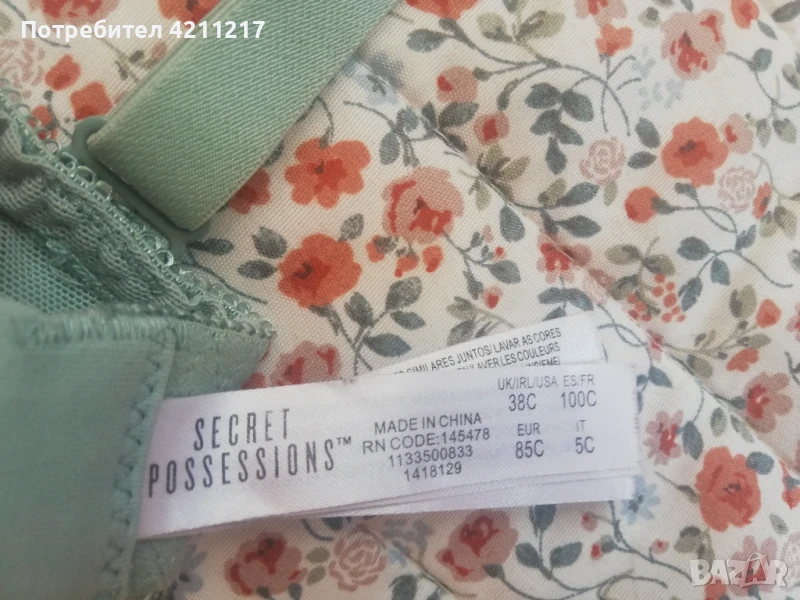 Потребител 4211217
SIMILARES JUNTOS/ LAVAR AS CORES
LAVER LES COULEURS
SECRET
POSSESSIONS™
MADE IN CHINA
RN CODE:145478
1133500833
1418129
UK/IRL/USA ES/FR
38C 100C
EUR IT
85C 5C
BAZAR